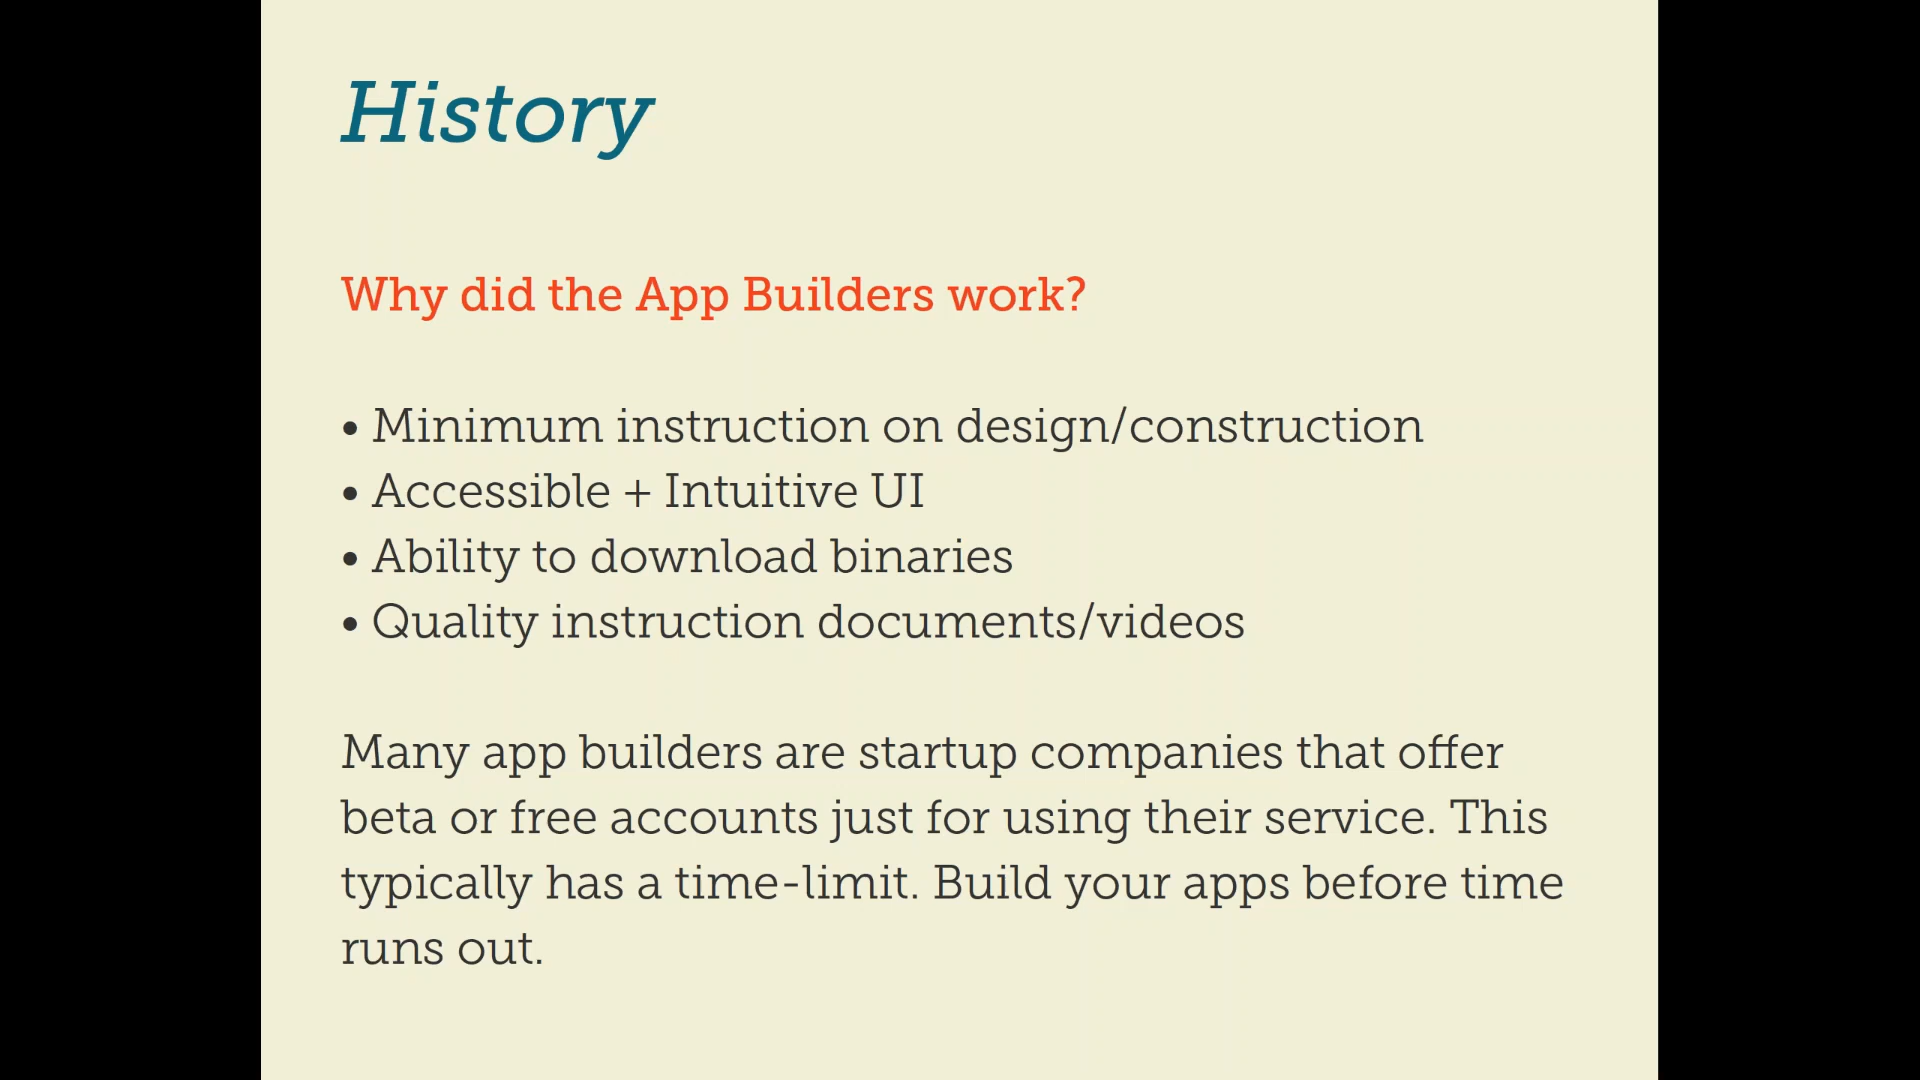 History
Why did the App Builders work?
• Minimum instruction on design/construction
• Accessible + Intuitive UI
• Ability to download binaries
• Quality instruction documents/videos
Many app builders are startup companies that offer
beta or free accounts just for using their service. This
typically has a time-limit. Build your apps before time
runs out.